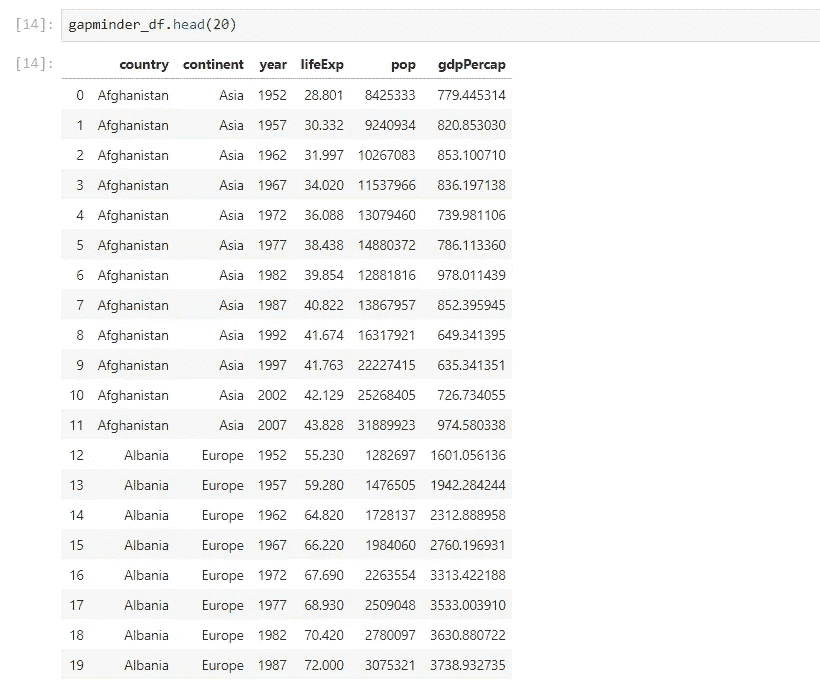 [14]: gapminder_df.head(20)
[14]: country continent year lifeExp pop gdpPercap
0 Afghanistan Asia 1952 28.801 8425333 779.445314
1 Afghanistan Asia 1957 30.332 9240934 820.853030
2 Afghanistan Asia 1962 31.997 10267083 853.100710
3 Afghanistan Asia 1967 34.020 11537966 836.197138
4 Afghanistan Asia 1972 36.088 13079460 739.981106
5 Afghanistan Asia 1977 38.438 14880372 786.113360
6 Afghanistan Asia 1982 39.854 12881816 978.011439
7 Afghanistan Asia 1987 40.822 13867957 852.395945
8 Afghanistan Asia 1992 41.674 16317921 649.341395
9 Afghanistan Asia 1997 41.763 22227415 635.341351
10 Afghanistan Asia 2002 42.129 25268405 726.734055
11 Afghanistan Asia 2007 43.828 31889923 974.580338
12 Albania Europe 1952 55.230 1282697 1601.056136
13 Albania Europe 1957 59.280 1476505 1942.284244
14 Albania Europe 1962 64.820 1728137 2312.888958
15 Albania Europe 1967 66.220 1984060 2760.196931
16 Albania Europe 1972 67.690 2263554 3313.422188
17 Albania Europe 1977 68.930 2509048 3533.003910
18 Albania Europe 1982 70.420 2780097 3630.880722
19 Albania Europe 1987 72.000 3075321 3738.932735